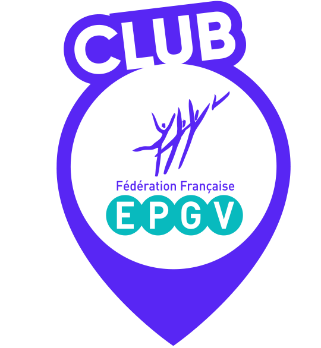 CLUB
Fédération Française
EPGV